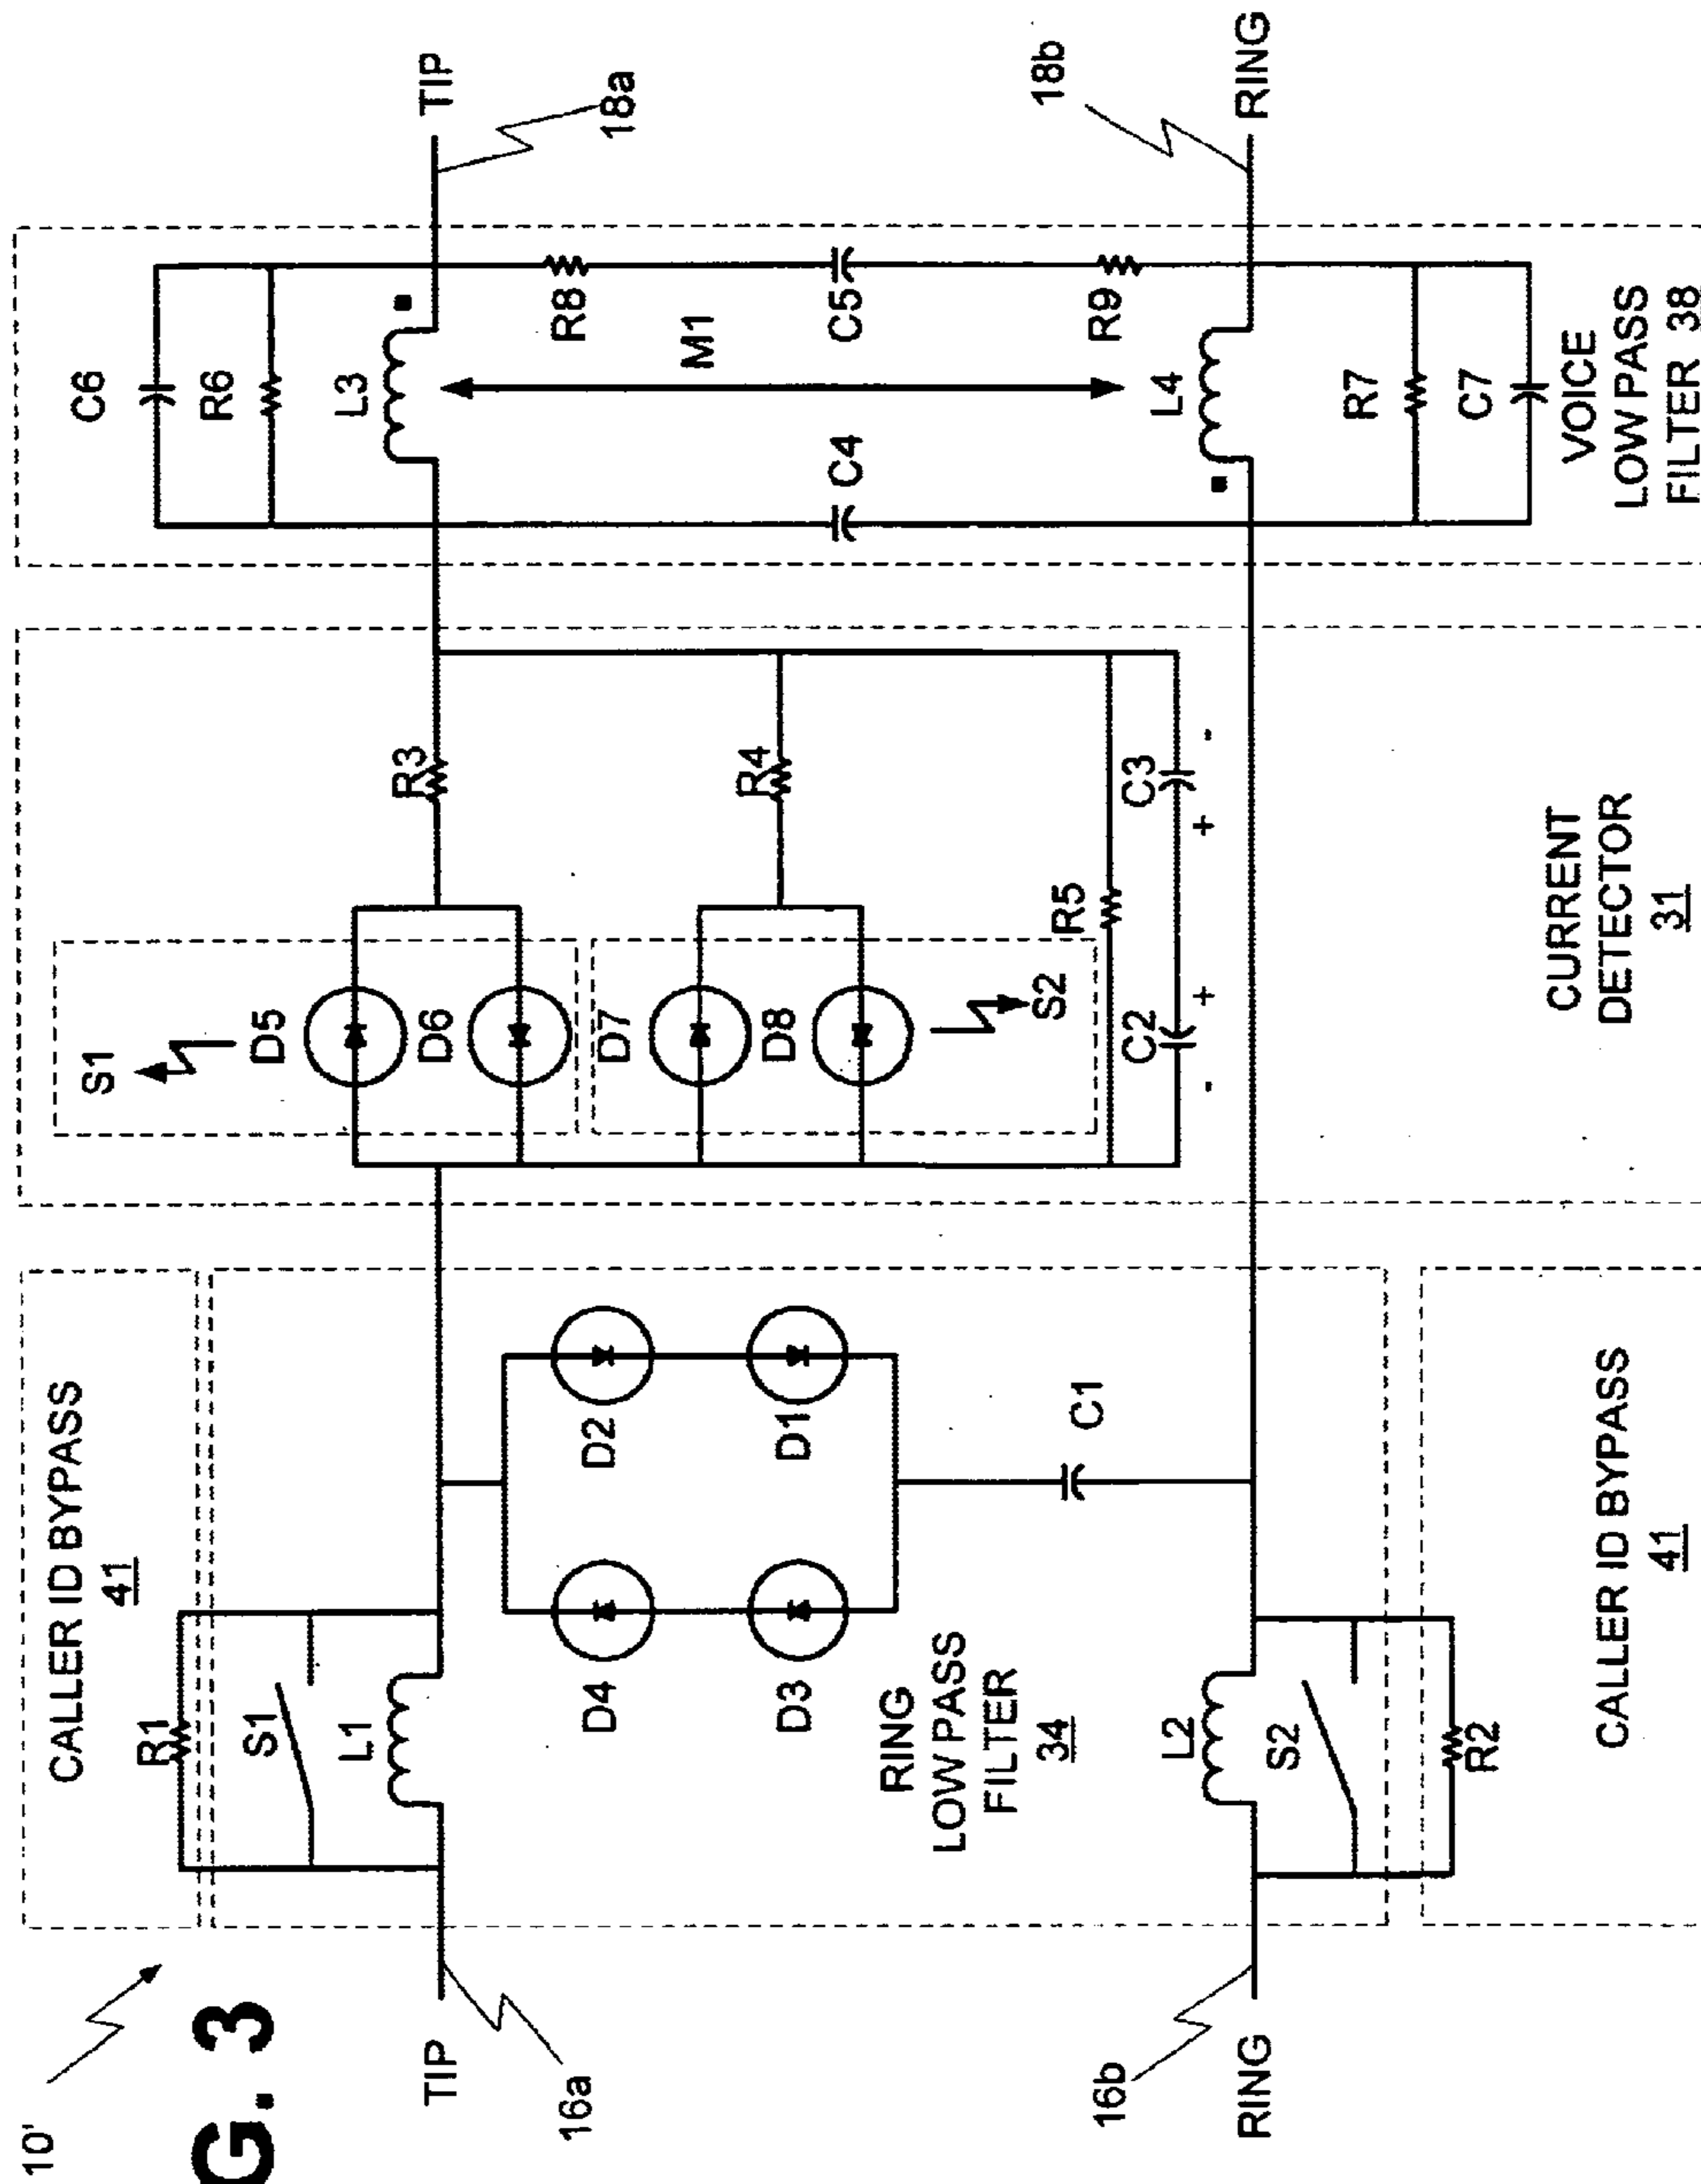 10'
G. 3
CALLER ID BYPASS
41
R1
S1
L1
TIP
16a
D4
D2
D3
D1
RING
LOW PASS
FILTER
34
C1
L2
S2
R2
16b
RING
CALLER ID BYPASS
41
S1
D5
D6
D7
D8
S2
R3
R4
R5
C2
C3
- + + -
CURRENT
DETECTOR
31
C6
R6
L3
TIP
18a
R8
M1
C4
C5
R9
L4
18b
RING
R7
C7
VOICE
LOW PASS
FILTER 38